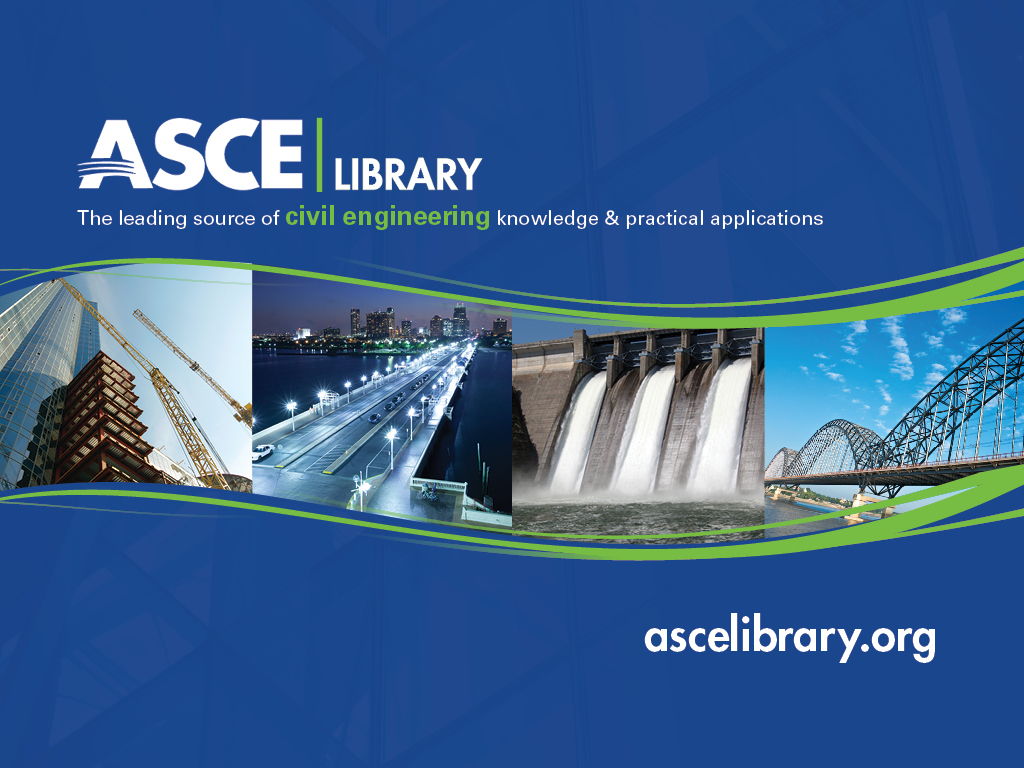 ASCE | LIBRARY
The leading source of civil engineering knowledge & practical applications
ascelibrary.org